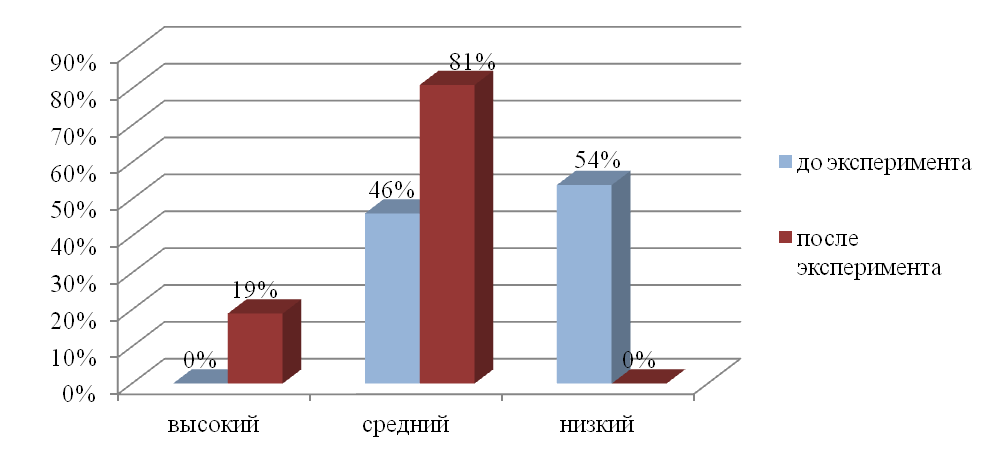 90%
80%
70%
60%
50%
40%
30%
20%
10%
0%
0%
19%
46%
81%
54%
0%
высокий
средний
низкий
до эксперимента
после
эксперимента